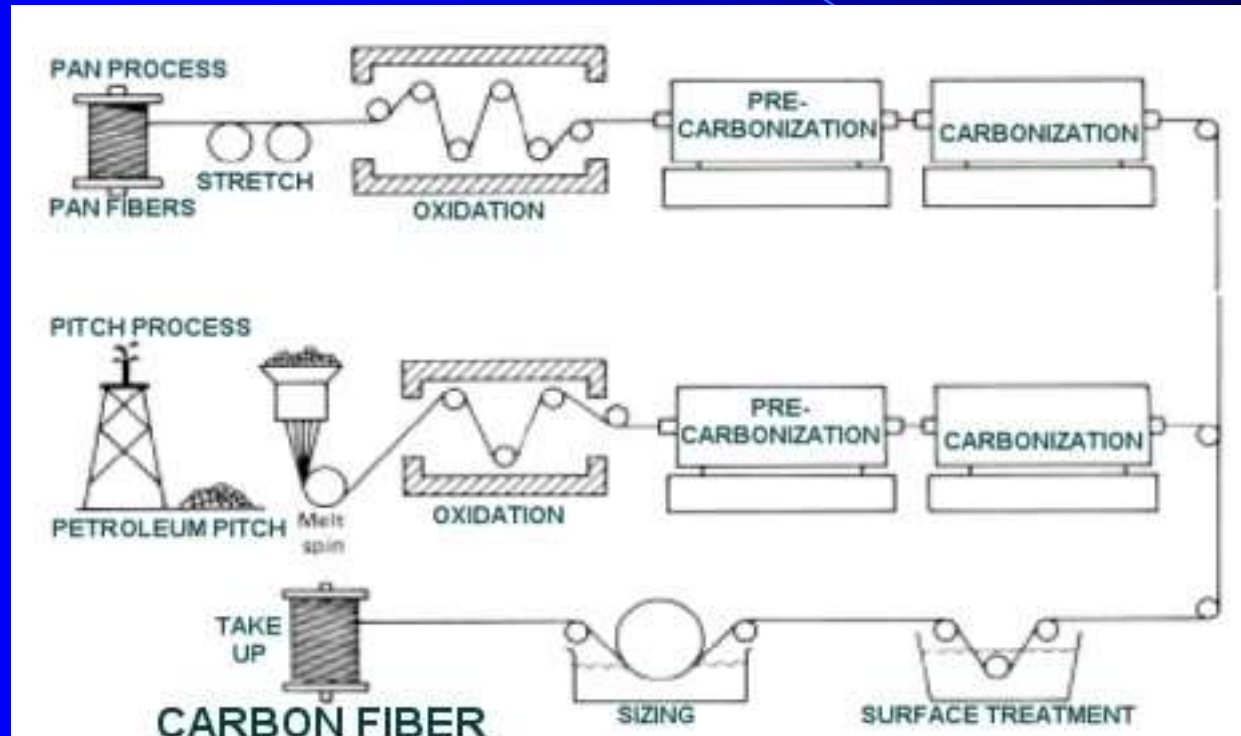 PAN PROCESS
PAN FIBERS
STRETCH
OXIDATION
PRE-
CARBONIZATION
CARBONIZATION
PITCH PROCESS
PETROLEUM PITCH
Melt
spin
OXIDATION
PRE-
CARBONIZATION
CARBONIZATION
TAKE
UP
CARBON FIBER
SIZING
SURFACE TREATMENT